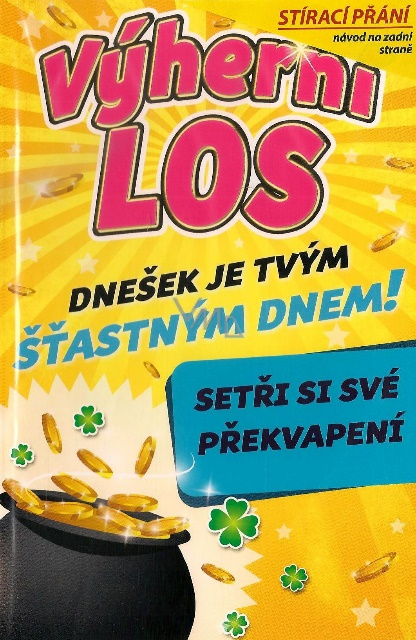 STÍRACÍ PŘÁNÍ
návod na zadní
straně
Výherní
LOS
DNEŠEK JE TVÝM
ŠŤASTNÝM DNEM!
SETŘI SI SVÉ
PŘEKVAPENÍ